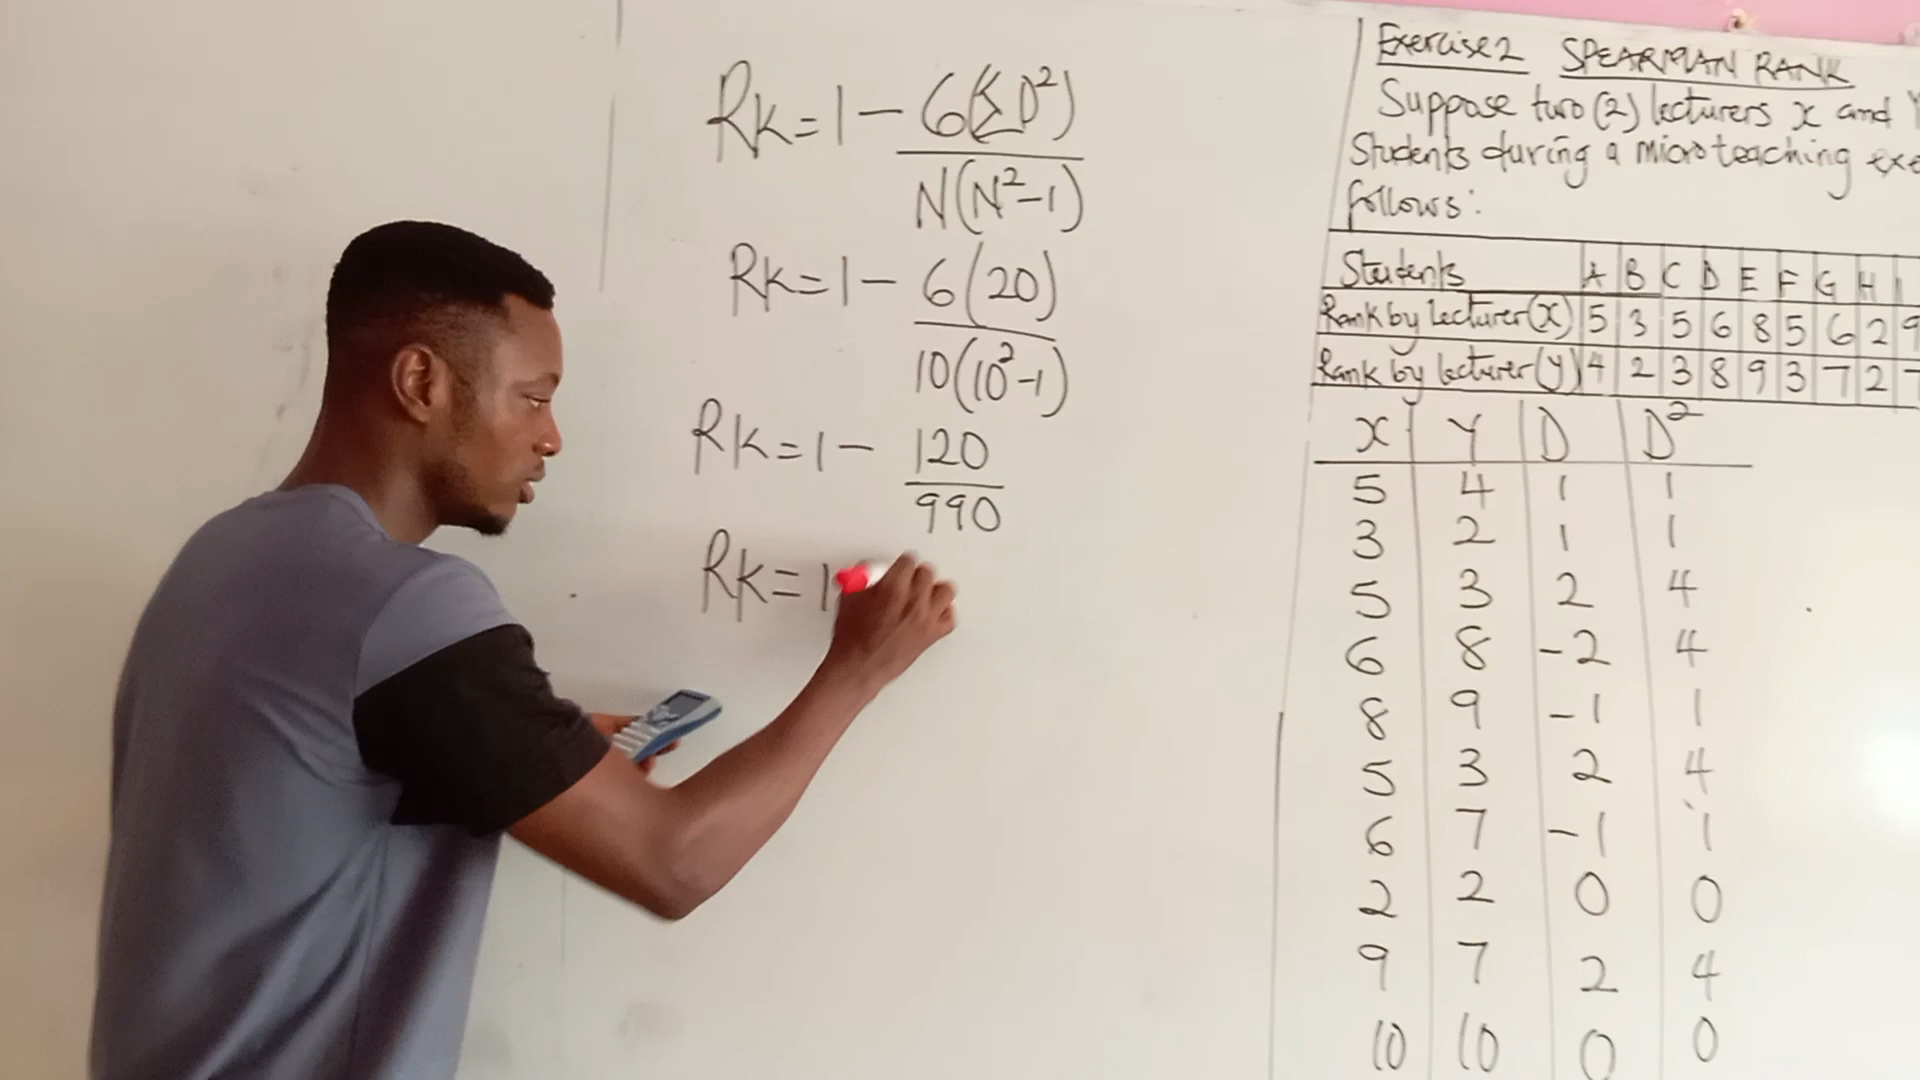 Rk = 1 - 6(∑D²)
N(N²-1)
Rk = 1 - 6(20)
10(10²-1)
Rk = 1 - 120
990
Rk = 1
Exercise 2 SPEARMAN RANK
Suppose two (2) lecturers x and Y
Students during a micro teaching exe
follows:
Students A B C D E F G H I
Rank by Lecturer (x) 5 3 5 6 8 5 6 2 9
Rank by lecturer (y) 4 2 3 8 9 3 7 2 7
x Y D D²
5 4 1 1
3 2 1 1
5 3 2 4
6 8 -2 4
8 9 -1 1
5 3 2 4
6 7 -1 1
2 2 0 0
9 7 2 4
10 10 0 0